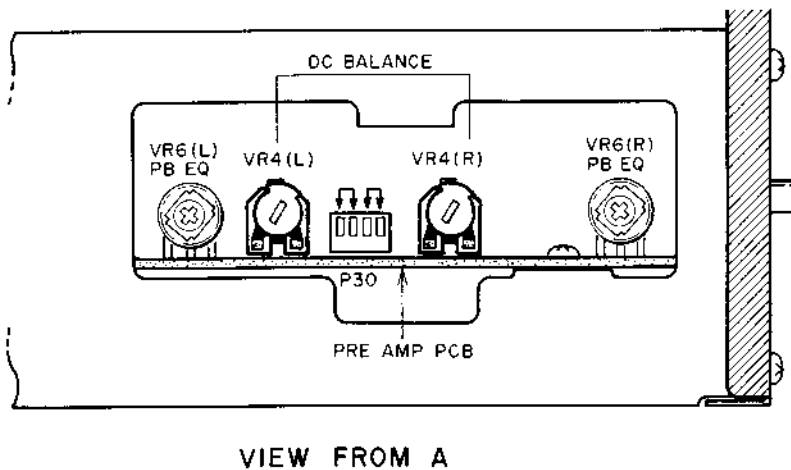 DC BALANCE
VR6(L)
PB EQ
VR4(L)
VR4(R)
VR6(R)
PB EQ
P30
PRE AMP PCB
VIEW FROM A